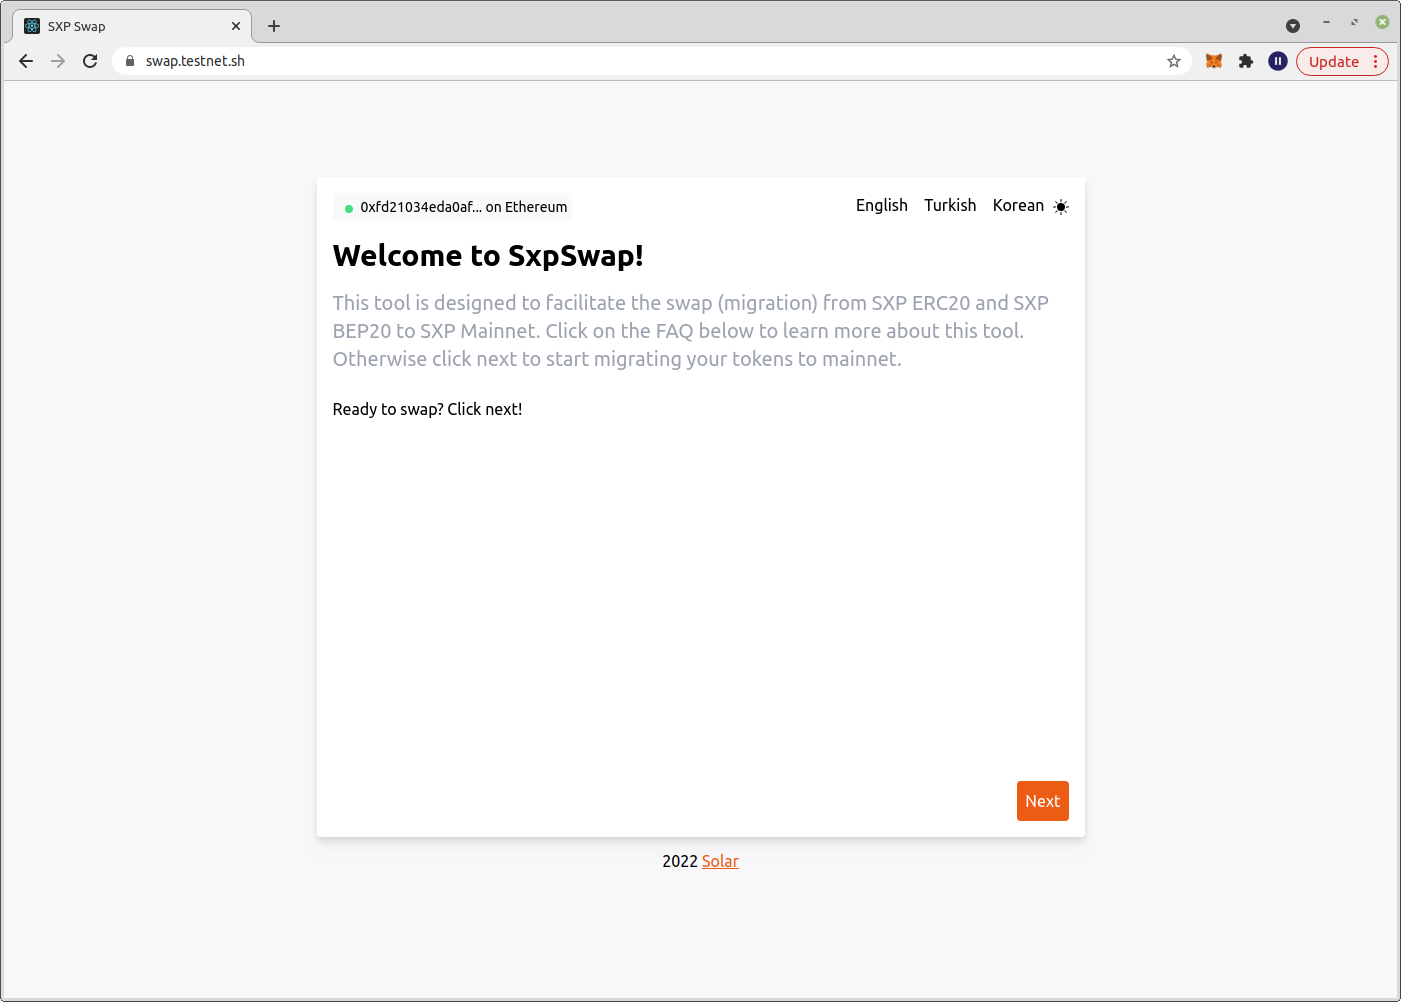 SXP Swap
swap.testnet.sh
Update
0xfd21034eda0af... on Ethereum
English Turkish Korean
Welcome to SxpSwap!
This tool is designed to facilitate the swap (migration) from SXP ERC20 and SXP
BEP20 to SXP Mainnet. Click on the FAQ below to learn more about this tool.
Otherwise click next to start migrating your tokens to mainnet.
Ready to swap? Click next!
Next
2022 Solar